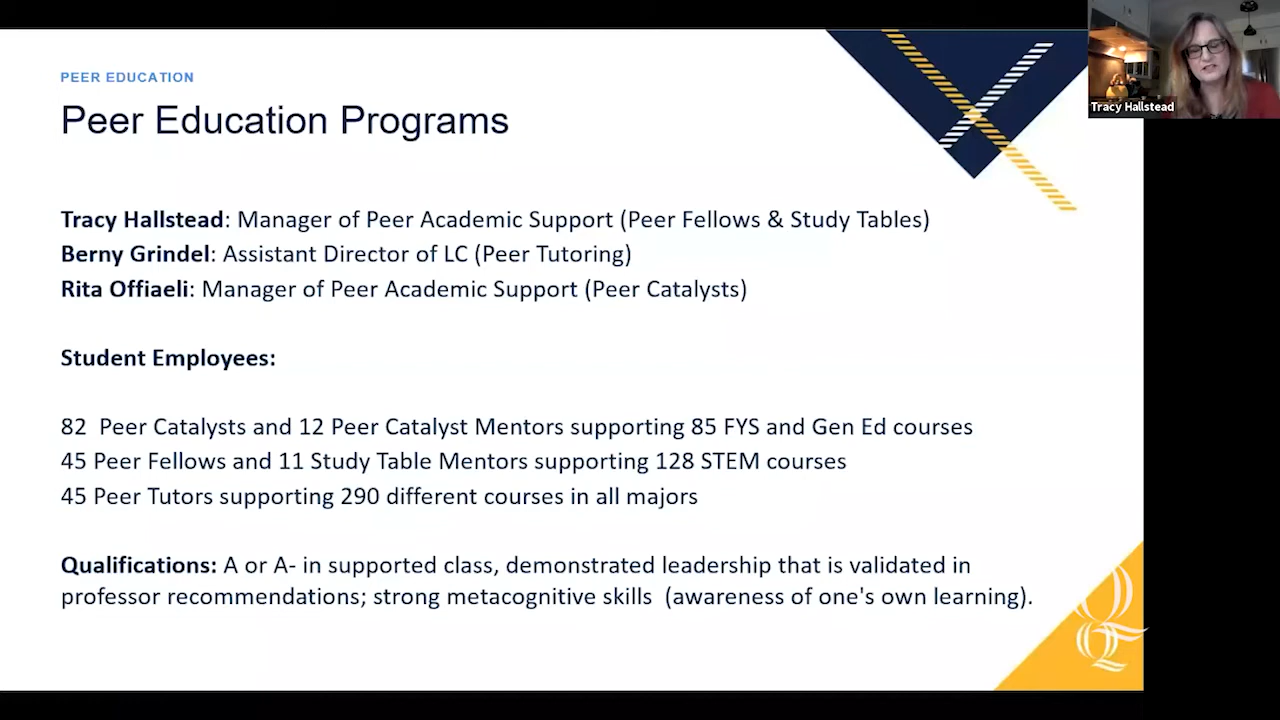 PEER EDUCATION
Peer Education Programs
Tracy Hallstead
Tracy Hallstead: Manager of Peer Academic Support (Peer Fellows & Study Tables)
Berny Grindel: Assistant Director of LC (Peer Tutoring)
Rita Offiaeli: Manager of Peer Academic Support (Peer Catalysts)
Student Employees:
82  Peer Catalysts and 12 Peer Catalyst Mentors supporting 85 FYS and Gen Ed courses
45 Peer Fellows and 11 Study Table Mentors supporting 128 STEM courses
45 Peer Tutors supporting 290 different courses in all majors
Qualifications: A or A- in supported class, demonstrated leadership that is validated in
professor recommendations; strong metacognitive skills  (awareness of one's own learning).